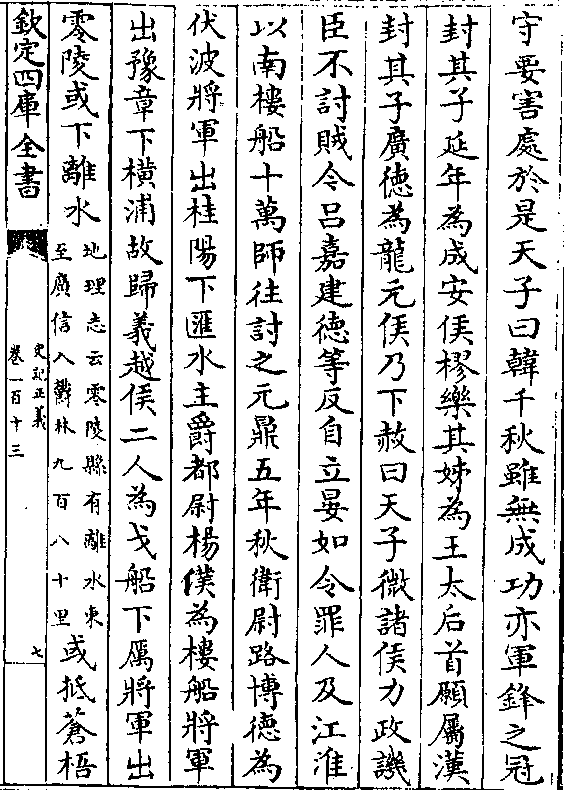 守要害處於是天子曰韓千秋雖無成功亦軍鋒之冠
封其子延年為成安侯樛樂其姊為王太后首願屬漢
封其子廣德為龍元侯乃下赦曰天子微諸侯力政譏
臣不討賊令吕嘉建德等反自立晏如令罪人及江淮
以南樓船十萬師往討之元鼎五年秋衛尉路博德為
伏波將軍出桂陽下匯水主爵都尉楊僕為樓船將軍
出豫章下橫浦故歸義越侯二人為戈船下厲將軍出
零陵或下離水地理志云零陵縣有離水東至廣信入欝林九百八十里或抵蒼梧
欽定四庫全書
史記正義
卷一百十三
七